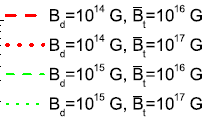 B_d=10^14 G, B̅_t=10^16 G
B_d=10^14 G, B̅_t=10^17 G
B_d=10^15 G, B̅_t=10^16 G
B_d=10^15 G, B̅_t=10^17 G